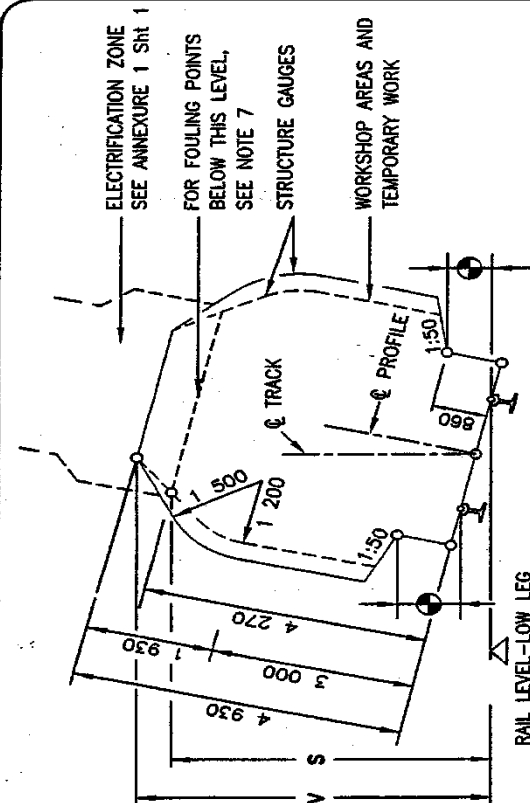 ELECTRIFICATION ZONE
SEE ANNEXURE 1 Sht 1
FOR FOULING POINTS
BELOW THIS LEVEL,
SEE NOTE 7
STRUCTURE GAUGES
WORKSHOP AREAS AND
TEMPORARY WORK
1 500
1 200
℄ TRACK
℄ PROFILE
1:50
1:50
860
4 270
1 930
3 000
4 930
S
V
RAIL LEVEL-LOW LEG